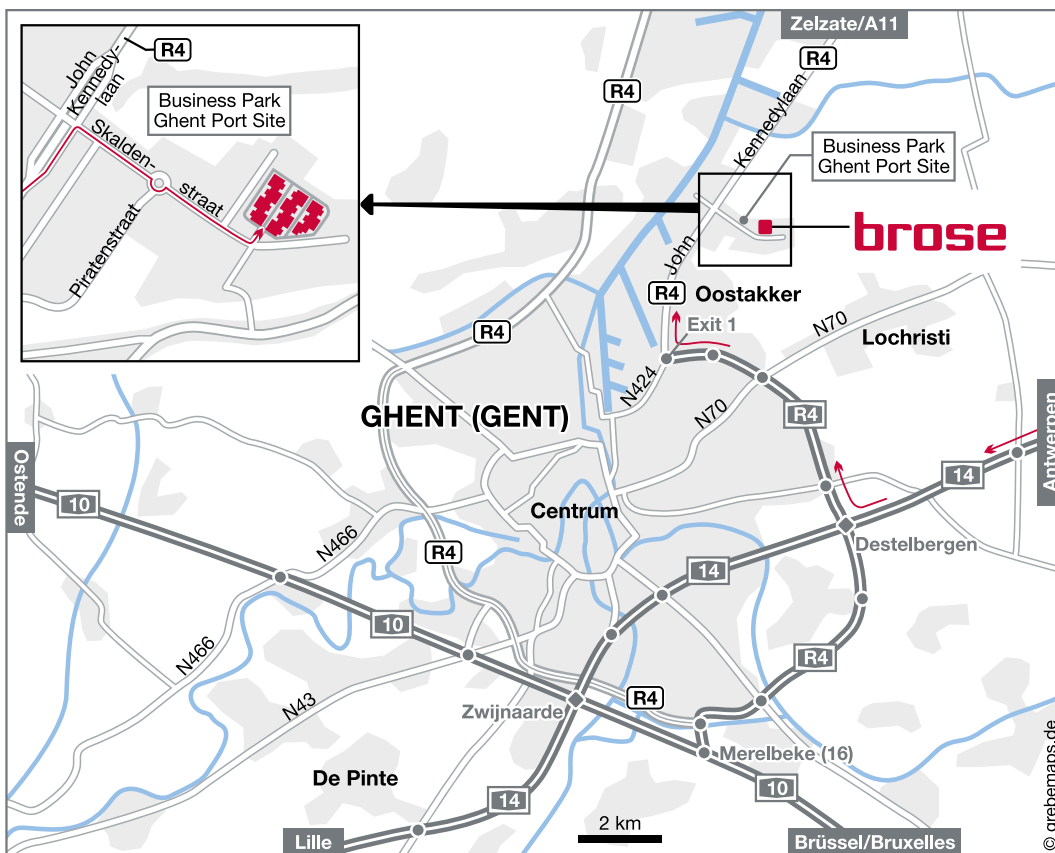 Zelzate/A11
R4
John
Kennedy-
laan
Business Park
Ghent Port Site
Skalden-
straat
Piratenstraat
R4
R4
Kennedylaan
John
Business Park
Ghent Port Site
brose
R4
Oostakker
Exit 1
R4
N70
Lochristi
N424
N70
R4
GHENT (GENT)
Antwerpen
14
Ostende
10
Centrum
N466
R4
Destelbergen
14
10
N466
R4
N43
Zwijnaarde
R4
Merelbeke (16)
De Pinte
14
10
2 km
Lille
Brüssel/Bruxelles
© grebemaps.de